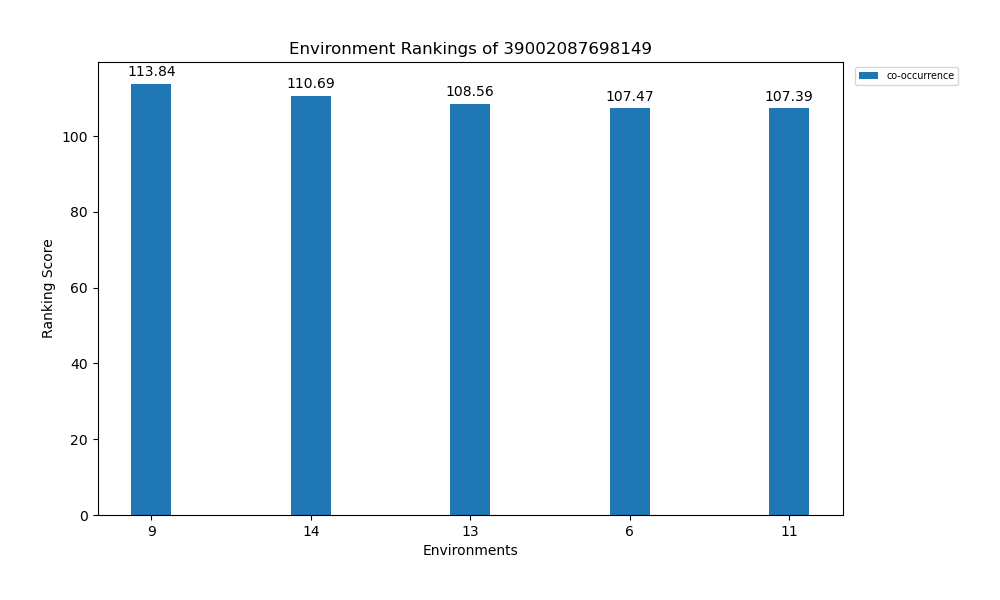 Environment Rankings of 39002087698149
co-occurrence
113.84
110.69
108.56
107.47
107.39
Ranking Score
100
80
60
40
20
0
9 14 13 6 11
Environments